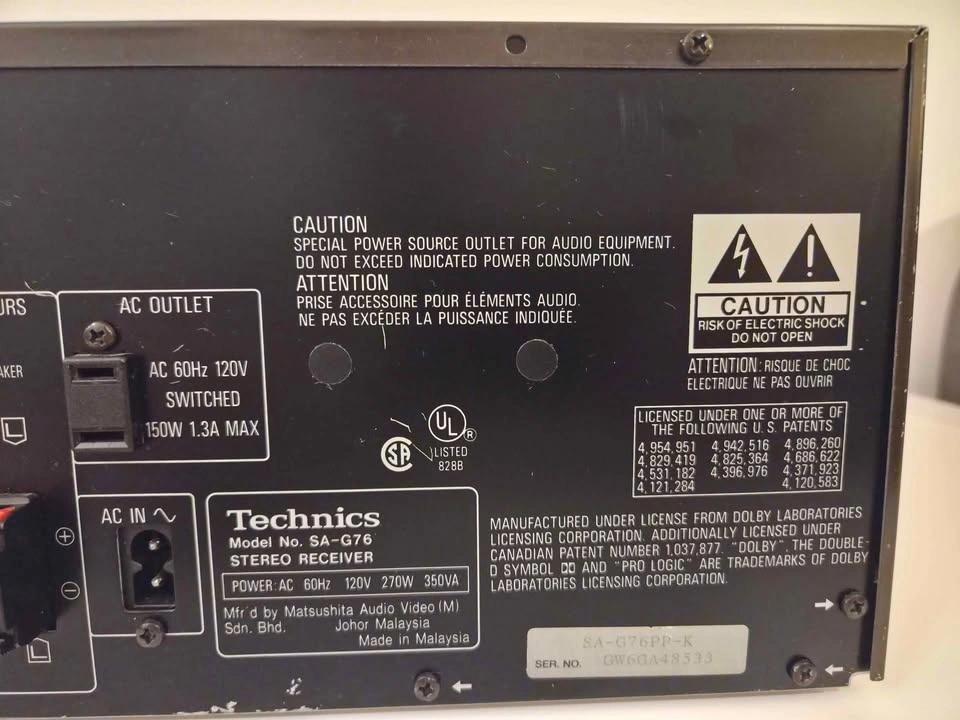 CAUTION
SPECIAL POWER SOURCE OUTLET FOR AUDIO EQUIPMENT.
DO NOT EXCEED INDICATED POWER CONSUMPTION.
ATTENTION
PRISE ACCESSOIRE POUR ÉLÉMENTS AUDIO.
NE PAS EXCÉDER LA PUISSANCE INDIQUÉE.
CAUTION
RISK OF ELECTRIC SHOCK
DO NOT OPEN
ATTENTION: RISQUE DE CHOC
ELECTRIQUE NE PAS OUVRIR
URS
AKER
AC OUTLET
AC 60Hz 120V
SWITCHED
150W 1.3A MAX
UL ®
LISTED
828B
LICENSED UNDER ONE OR MORE OF
THE FOLLOWING U.S. PATENTS
4,954,951 4,942,516 4,896,260
4,829,419 4,825,364 4,686,622
4,531,182 4,396,976 4,371,923
4,121,284 4,120,583
AC IN
+
−
Technics
Model No. SA-G76
STEREO RECEIVER
POWER: AC 60Hz 120V 270W 350VA
Mfr'd by Matsushita Audio Video (M)
Sdn. Bhd. Johor Malaysia
Made in Malaysia
MANUFACTURED UNDER LICENSE FROM DOLBY LABORATORIES
LICENSING CORPORATION. ADDITIONALLY LICENSED UNDER
CANADIAN PATENT NUMBER 1,037,877. "DOLBY", THE DOUBLE-
D SYMBOL AND "PRO LOGIC" ARE TRADEMARKS OF DOLBY
LABORATORIES LICENSING CORPORATION.
SA-G76PP-K
SER. NO. GW6GA48533